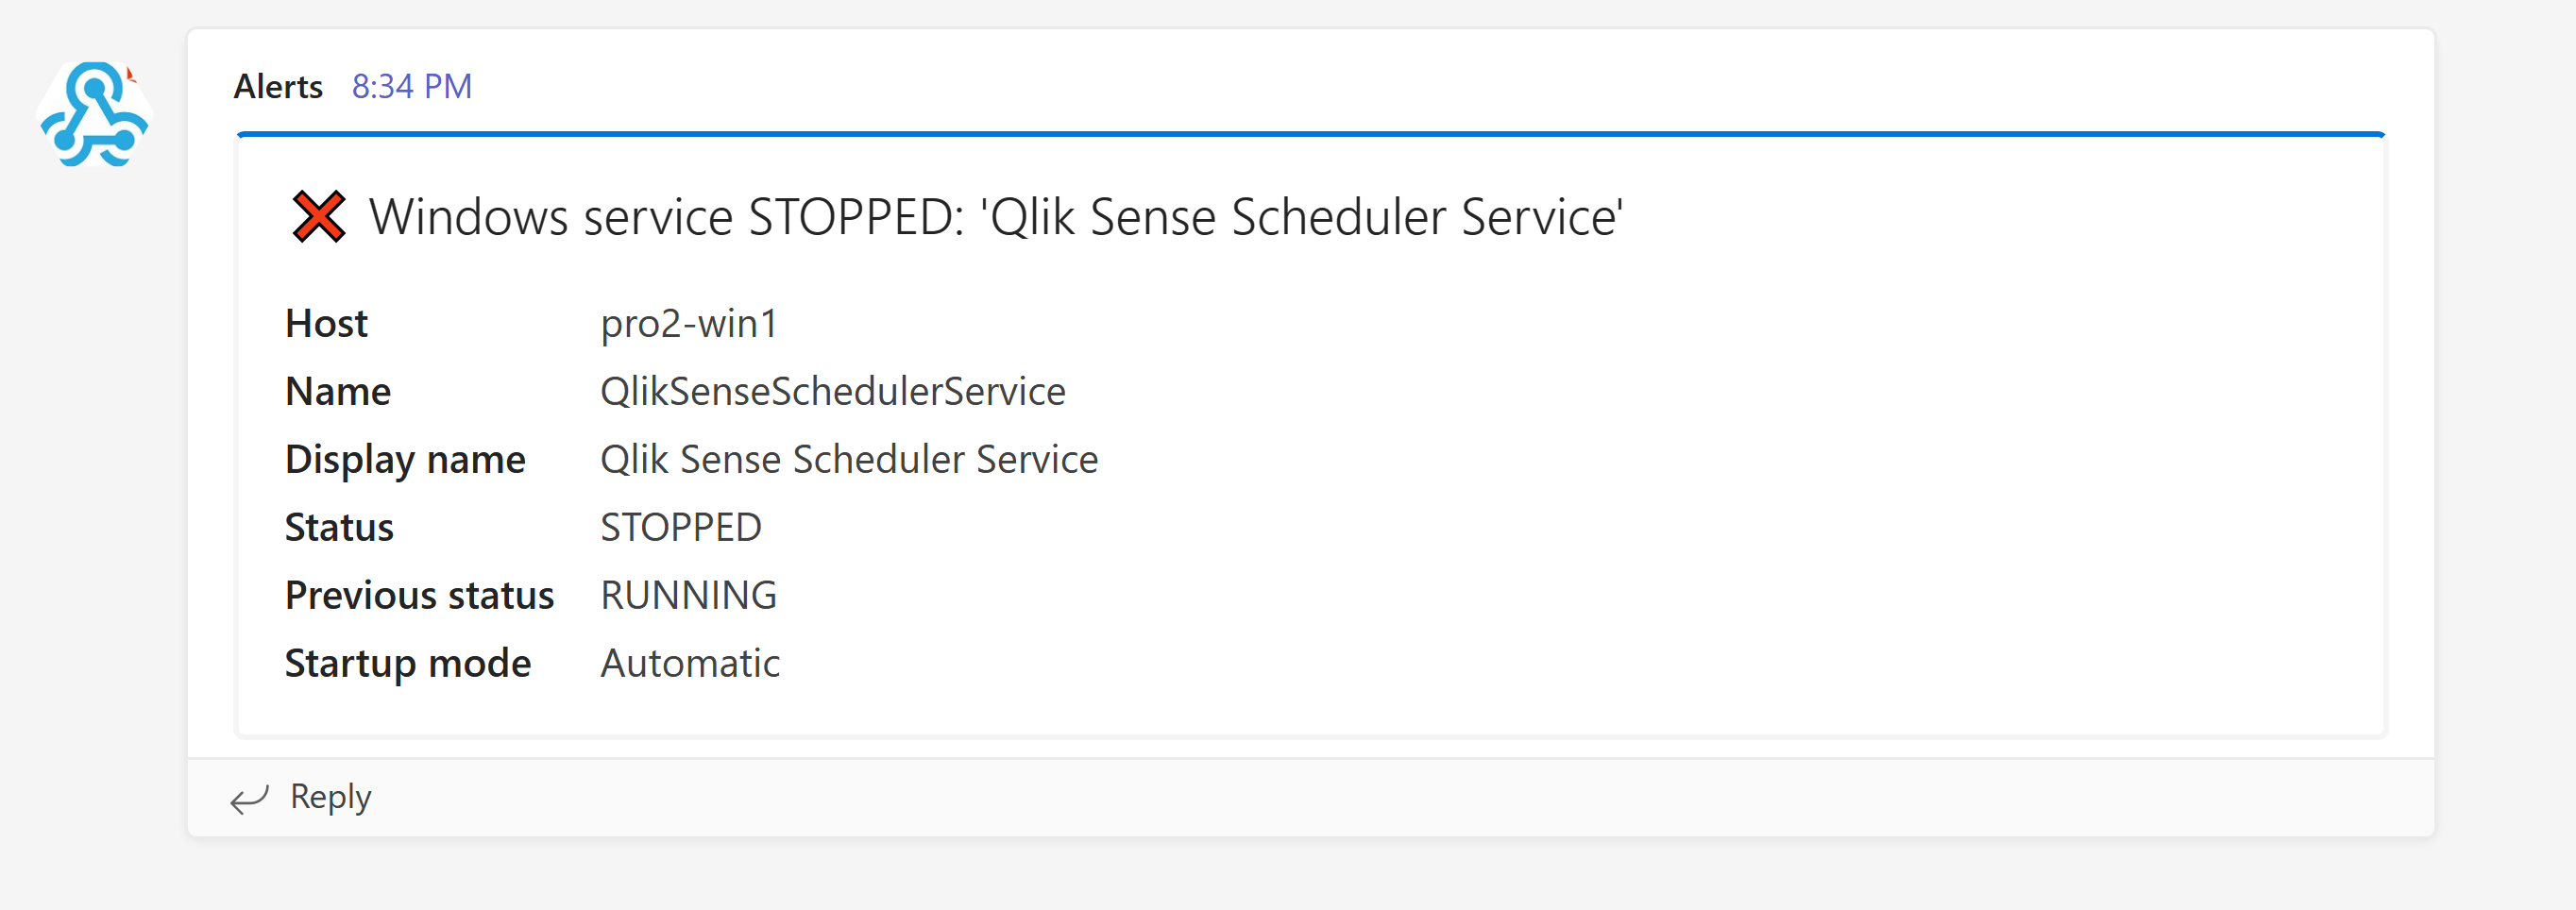 Alerts 8:34 PM
❌ Windows service STOPPED: 'Qlik Sense Scheduler Service'
Host pro2-win1
Name QlikSenseSchedulerService
Display name Qlik Sense Scheduler Service
Status STOPPED
Previous status RUNNING
Startup mode Automatic
Reply